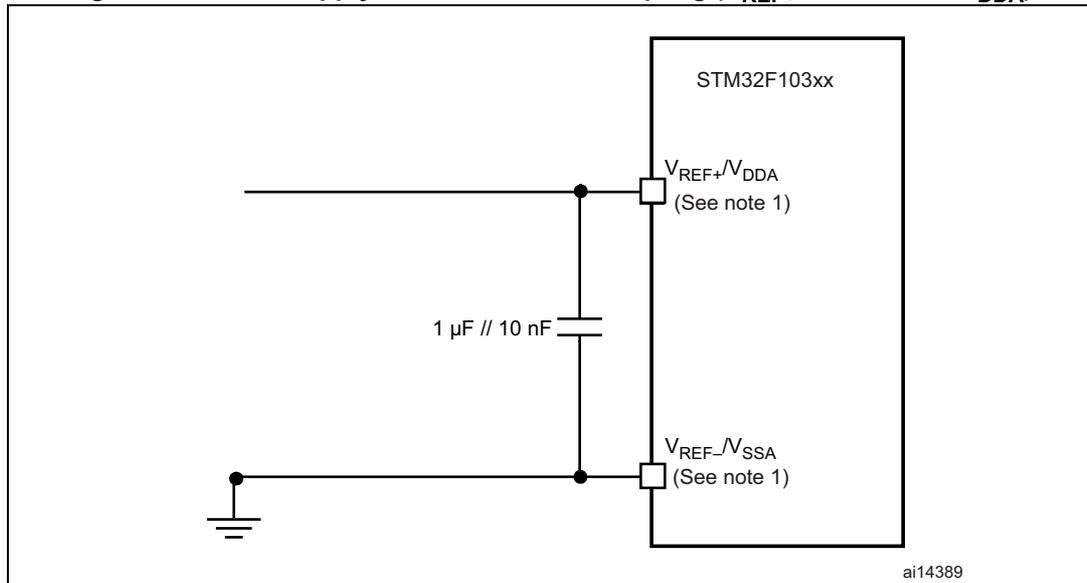 STM32F103xx
VREF+/VDDA
(See note 1)
1 µF // 10 nF
VREF–/VSSA
(See note 1)
ai14389